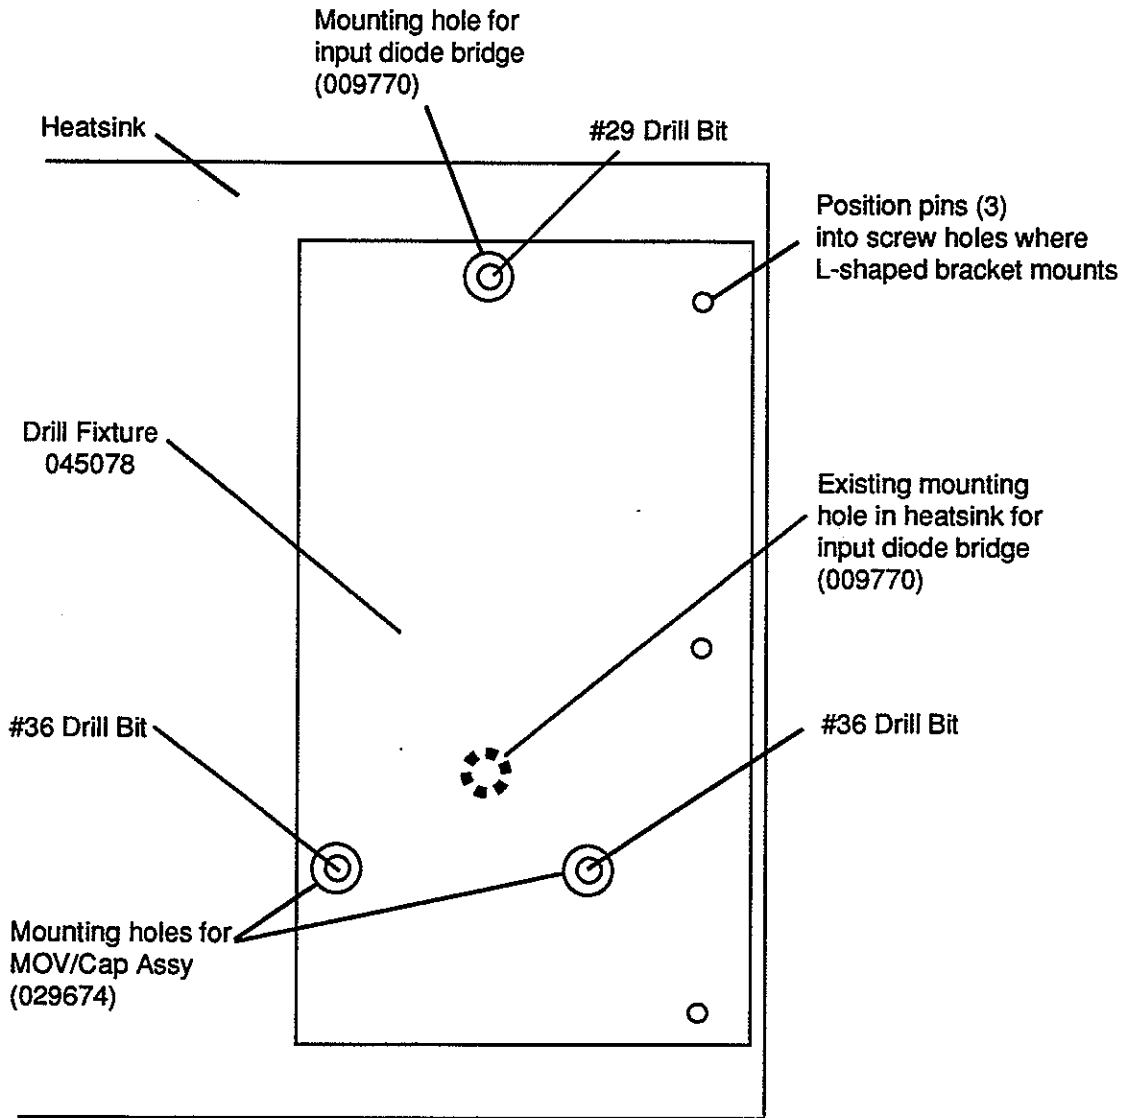 Mounting hole for
input diode bridge
(009770)
Heatsink
#29 Drill Bit
Position pins (3)
into screw holes where
L-shaped bracket mounts
Drill Fixture
045078
Existing mounting
hole in heatsink for
input diode bridge
(009770)
#36 Drill Bit
#36 Drill Bit
Mounting holes for
MOV/Cap Assy
(029674)